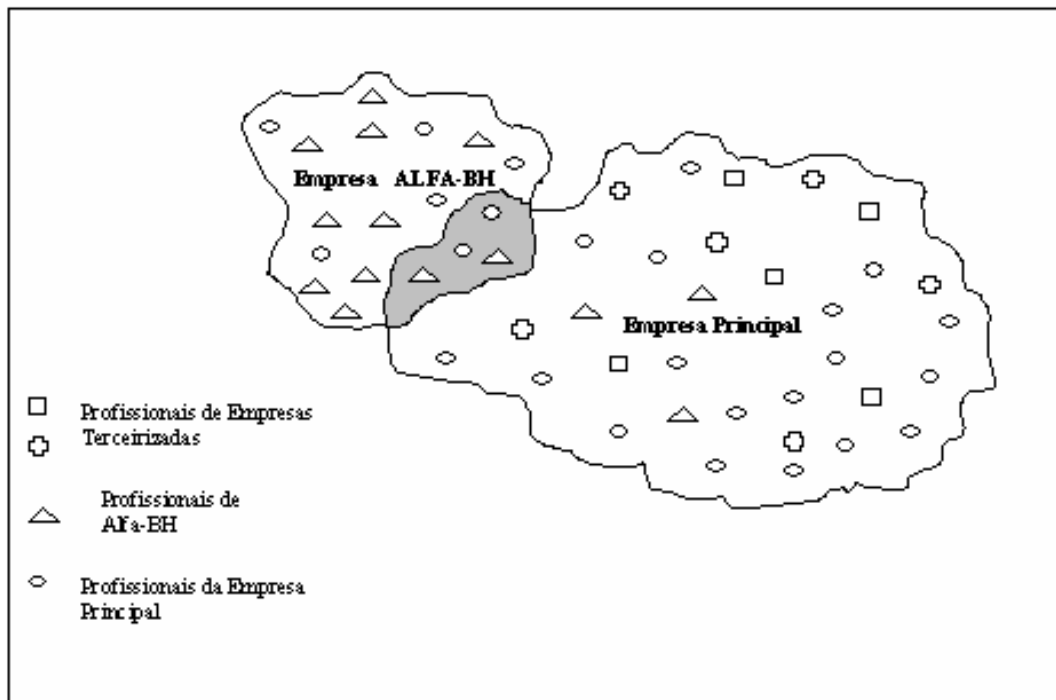 Empresa ALFA-BH
Empresa Principal
Profissionais de Empresas
Terceirizadas
Profissionais de
Alfa-BH
Profissionais da Empresa
Principal